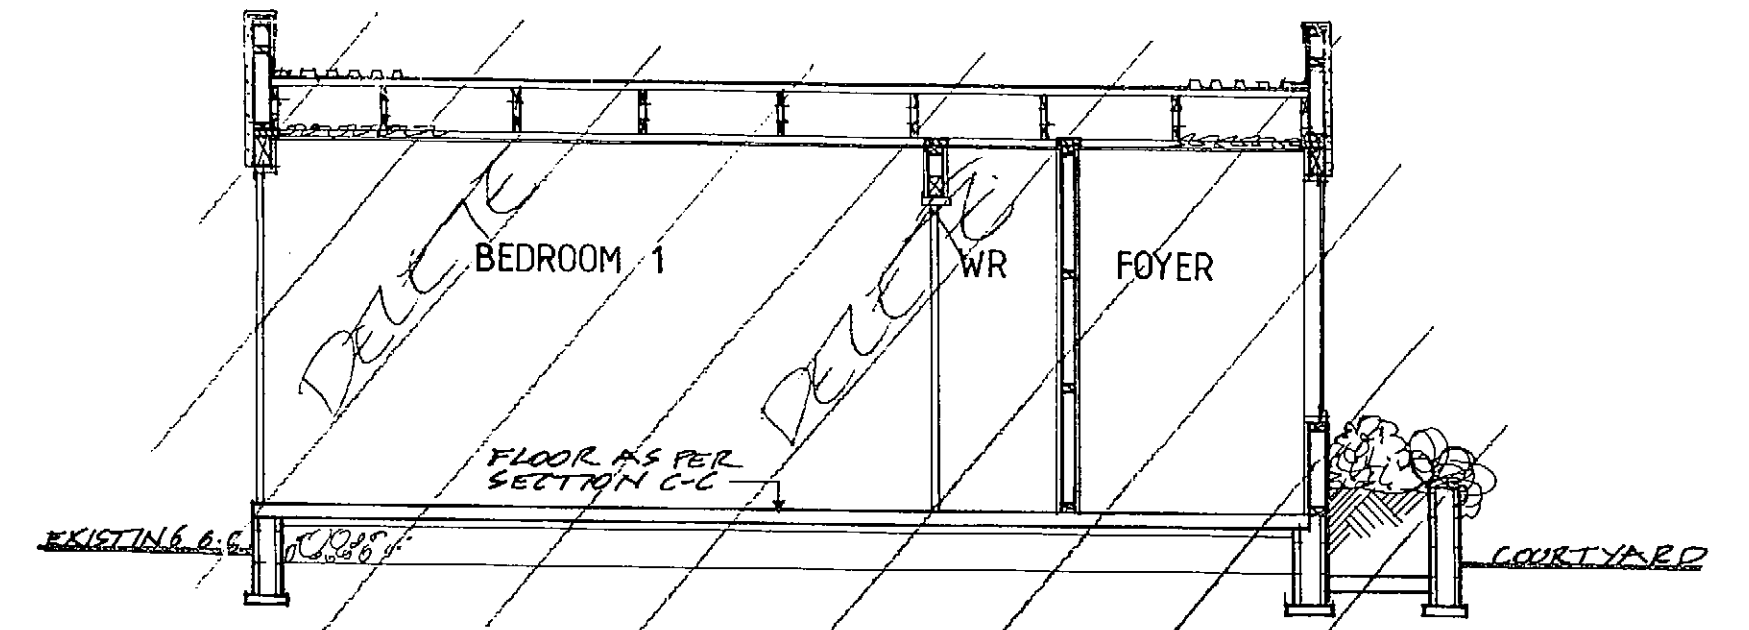 DELETE
DELETE
BEDROOM 1
WR
FOYER
FLOOR AS PER
SECTION C-C
EXISTING G.L
COURTYARD